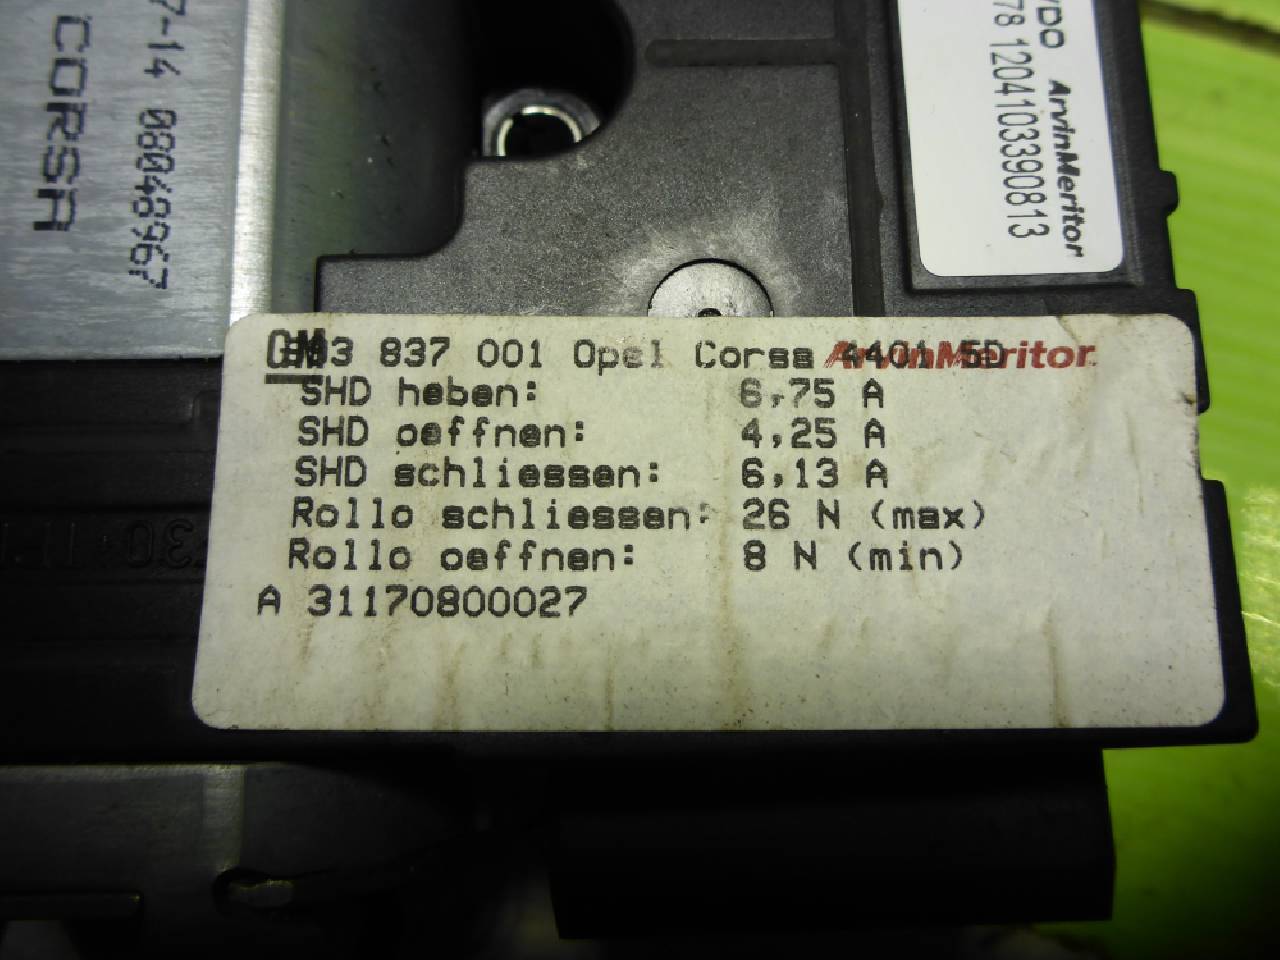 7-14 08048967
CORSA
VDO ArvinMeritor
78 1204103390813
GM 3 837 001 Opel Corsa 4401 5D
ArvinMeritor
SHD heben: 6,75 A
SHD oeffnen: 4,25 A
SHD schliessen: 6,13 A
Rollo schliessen: 26 N (max)
Rollo oeffnen: 8 N (min)
A 31170800027